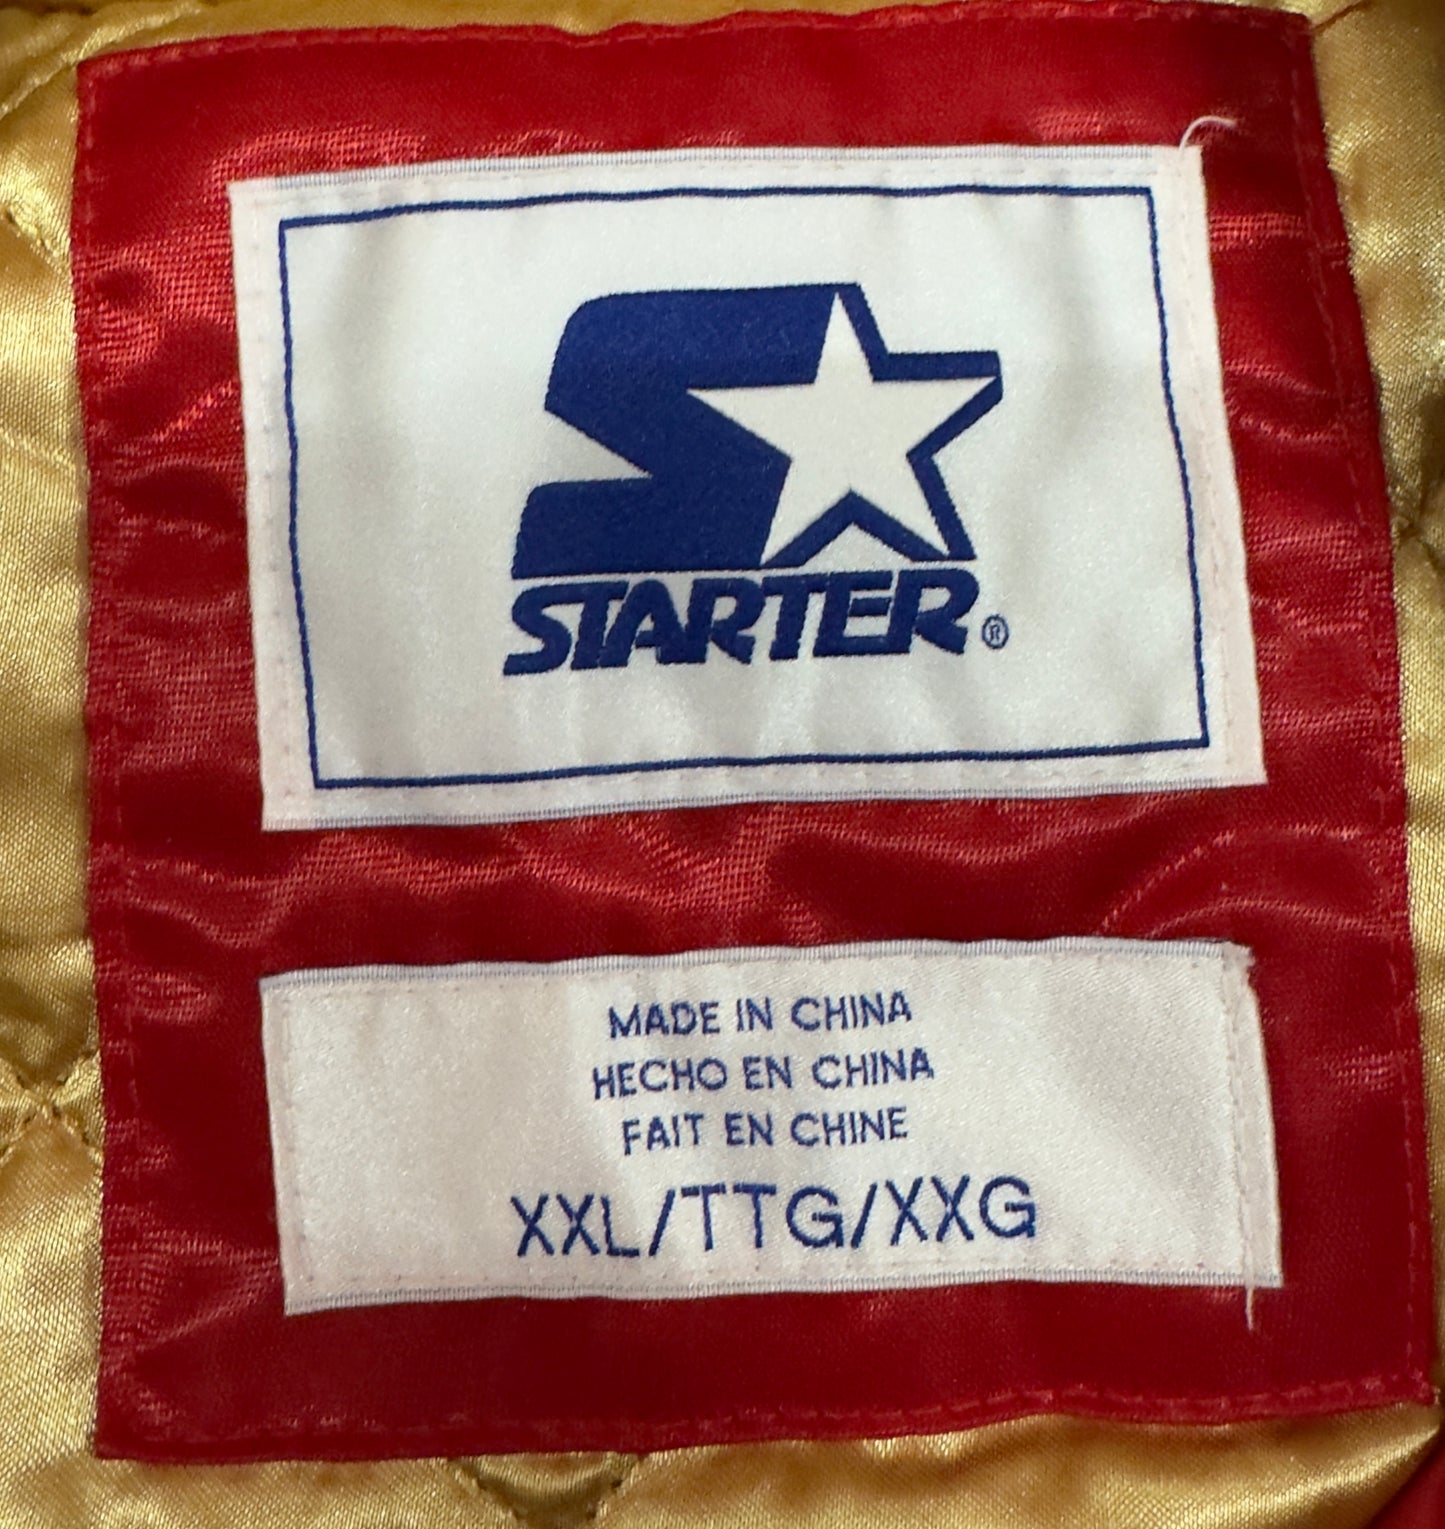 STARTER®
MADE IN CHINA
HECHO EN CHINA
FAIT EN CHINE
XXL/TTG/XXG